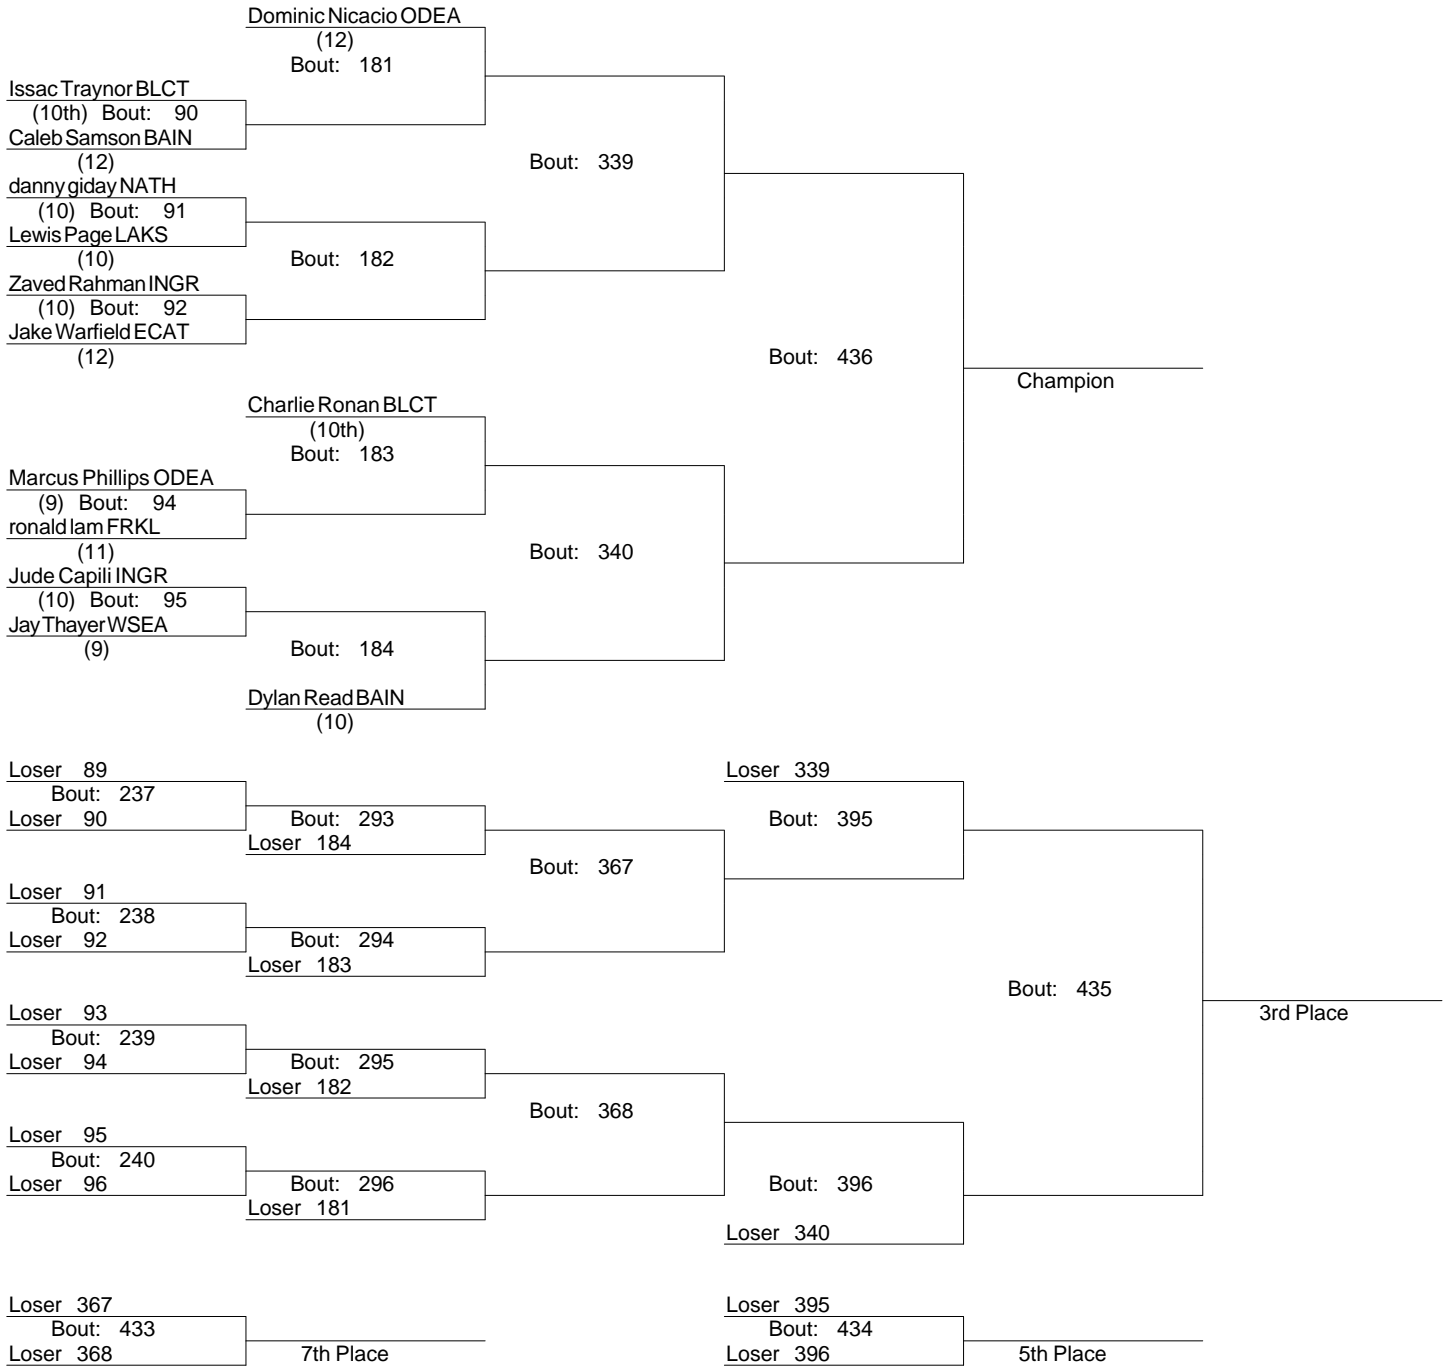 Dominic Nicacio ODEA
(12)
Bout: 181
Issac Traynor BLCT
(10th) Bout: 90
Caleb Samson BAIN
(12)
Bout: 339
danny giday NATH
(10) Bout: 91
Lewis Page LAKS
(10)
Bout: 182
Zaved Rahman INGR
(10) Bout: 92
Jake Warfield ECAT
(12)
Bout: 436
Champion
Charlie Ronan BLCT
(10th)
Bout: 183
Marcus Phillips ODEA
(9) Bout: 94
ronald lam FRKL
(11)
Bout: 340
Jude Capili INGR
(10) Bout: 95
Jay Thayer WSEA
(9)
Bout: 184
Dylan Read BAIN
(10)
Loser 89
Bout: 237
Loser 90
Bout: 293
Loser 184
Bout: 367
Loser 339
Bout: 395
Loser 91
Bout: 238
Loser 92
Bout: 294
Loser 183
Bout: 435
3rd Place
Loser 93
Bout: 239
Loser 94
Bout: 295
Loser 182
Bout: 368
Loser 95
Bout: 240
Loser 96
Bout: 296
Loser 181
Bout: 396
Loser 340
Loser 367
Bout: 433
Loser 368
7th Place
Loser 395
Bout: 434
Loser 396
5th Place